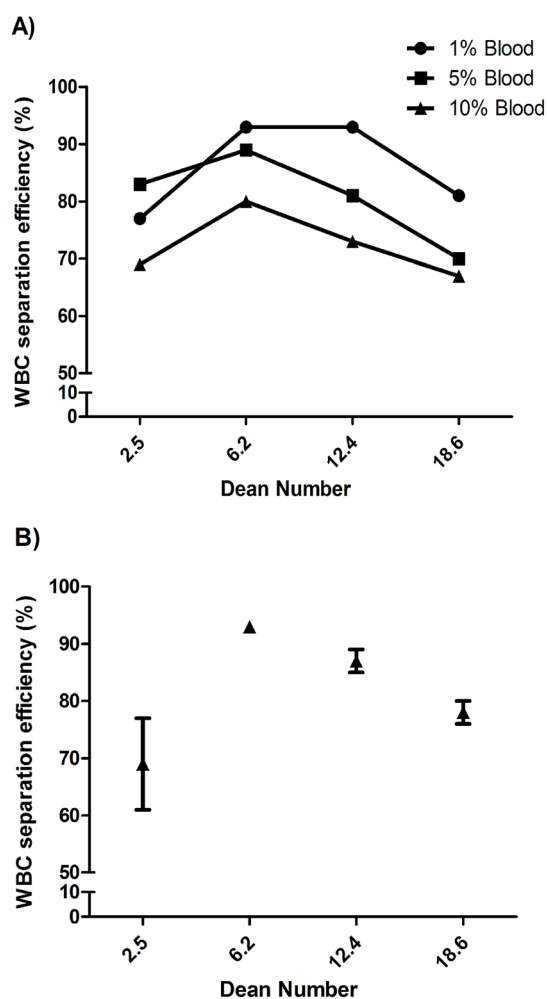 A)
1% Blood
5% Blood
10% Blood
WBC separation efficiency (%)
100
90
80
70
60
50
10
0
2.5 6.2 12.4 18.6
Dean Number
B)
WBC separation efficiency (%)
100
90
80
70
60
50
10
0
2.5 6.2 12.4 18.6
Dean Number